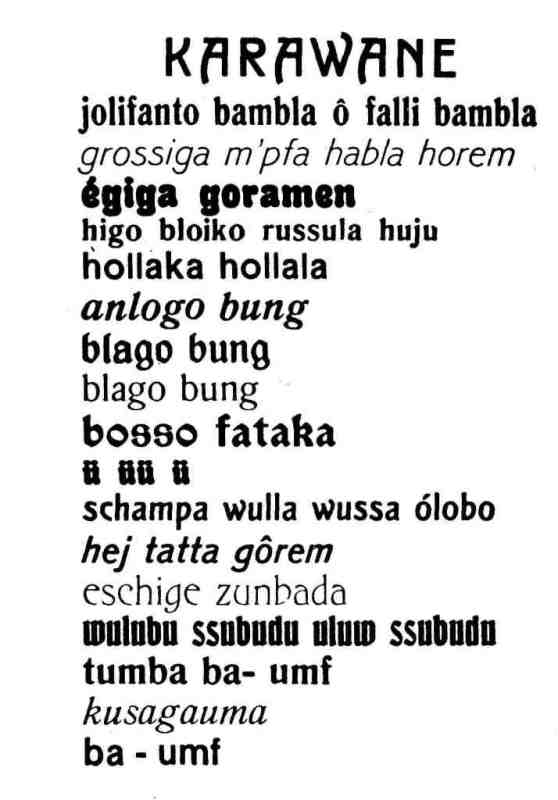 KARAWANE
jolifanto bambla ô falli bambla
grossiga m'pfa habla horem
égiga goramen
higo bloiko russula huju
hollaka hollala
anlogo bung
blago bung
blago bung
bosso fataka
ü üü ü
schampa wulla wussa ólobo
hej tatta gôrem
eschige zunbada
wulubu ssubudu uluw ssubudu
tumba ba- umf
kusagauma
ba - umf